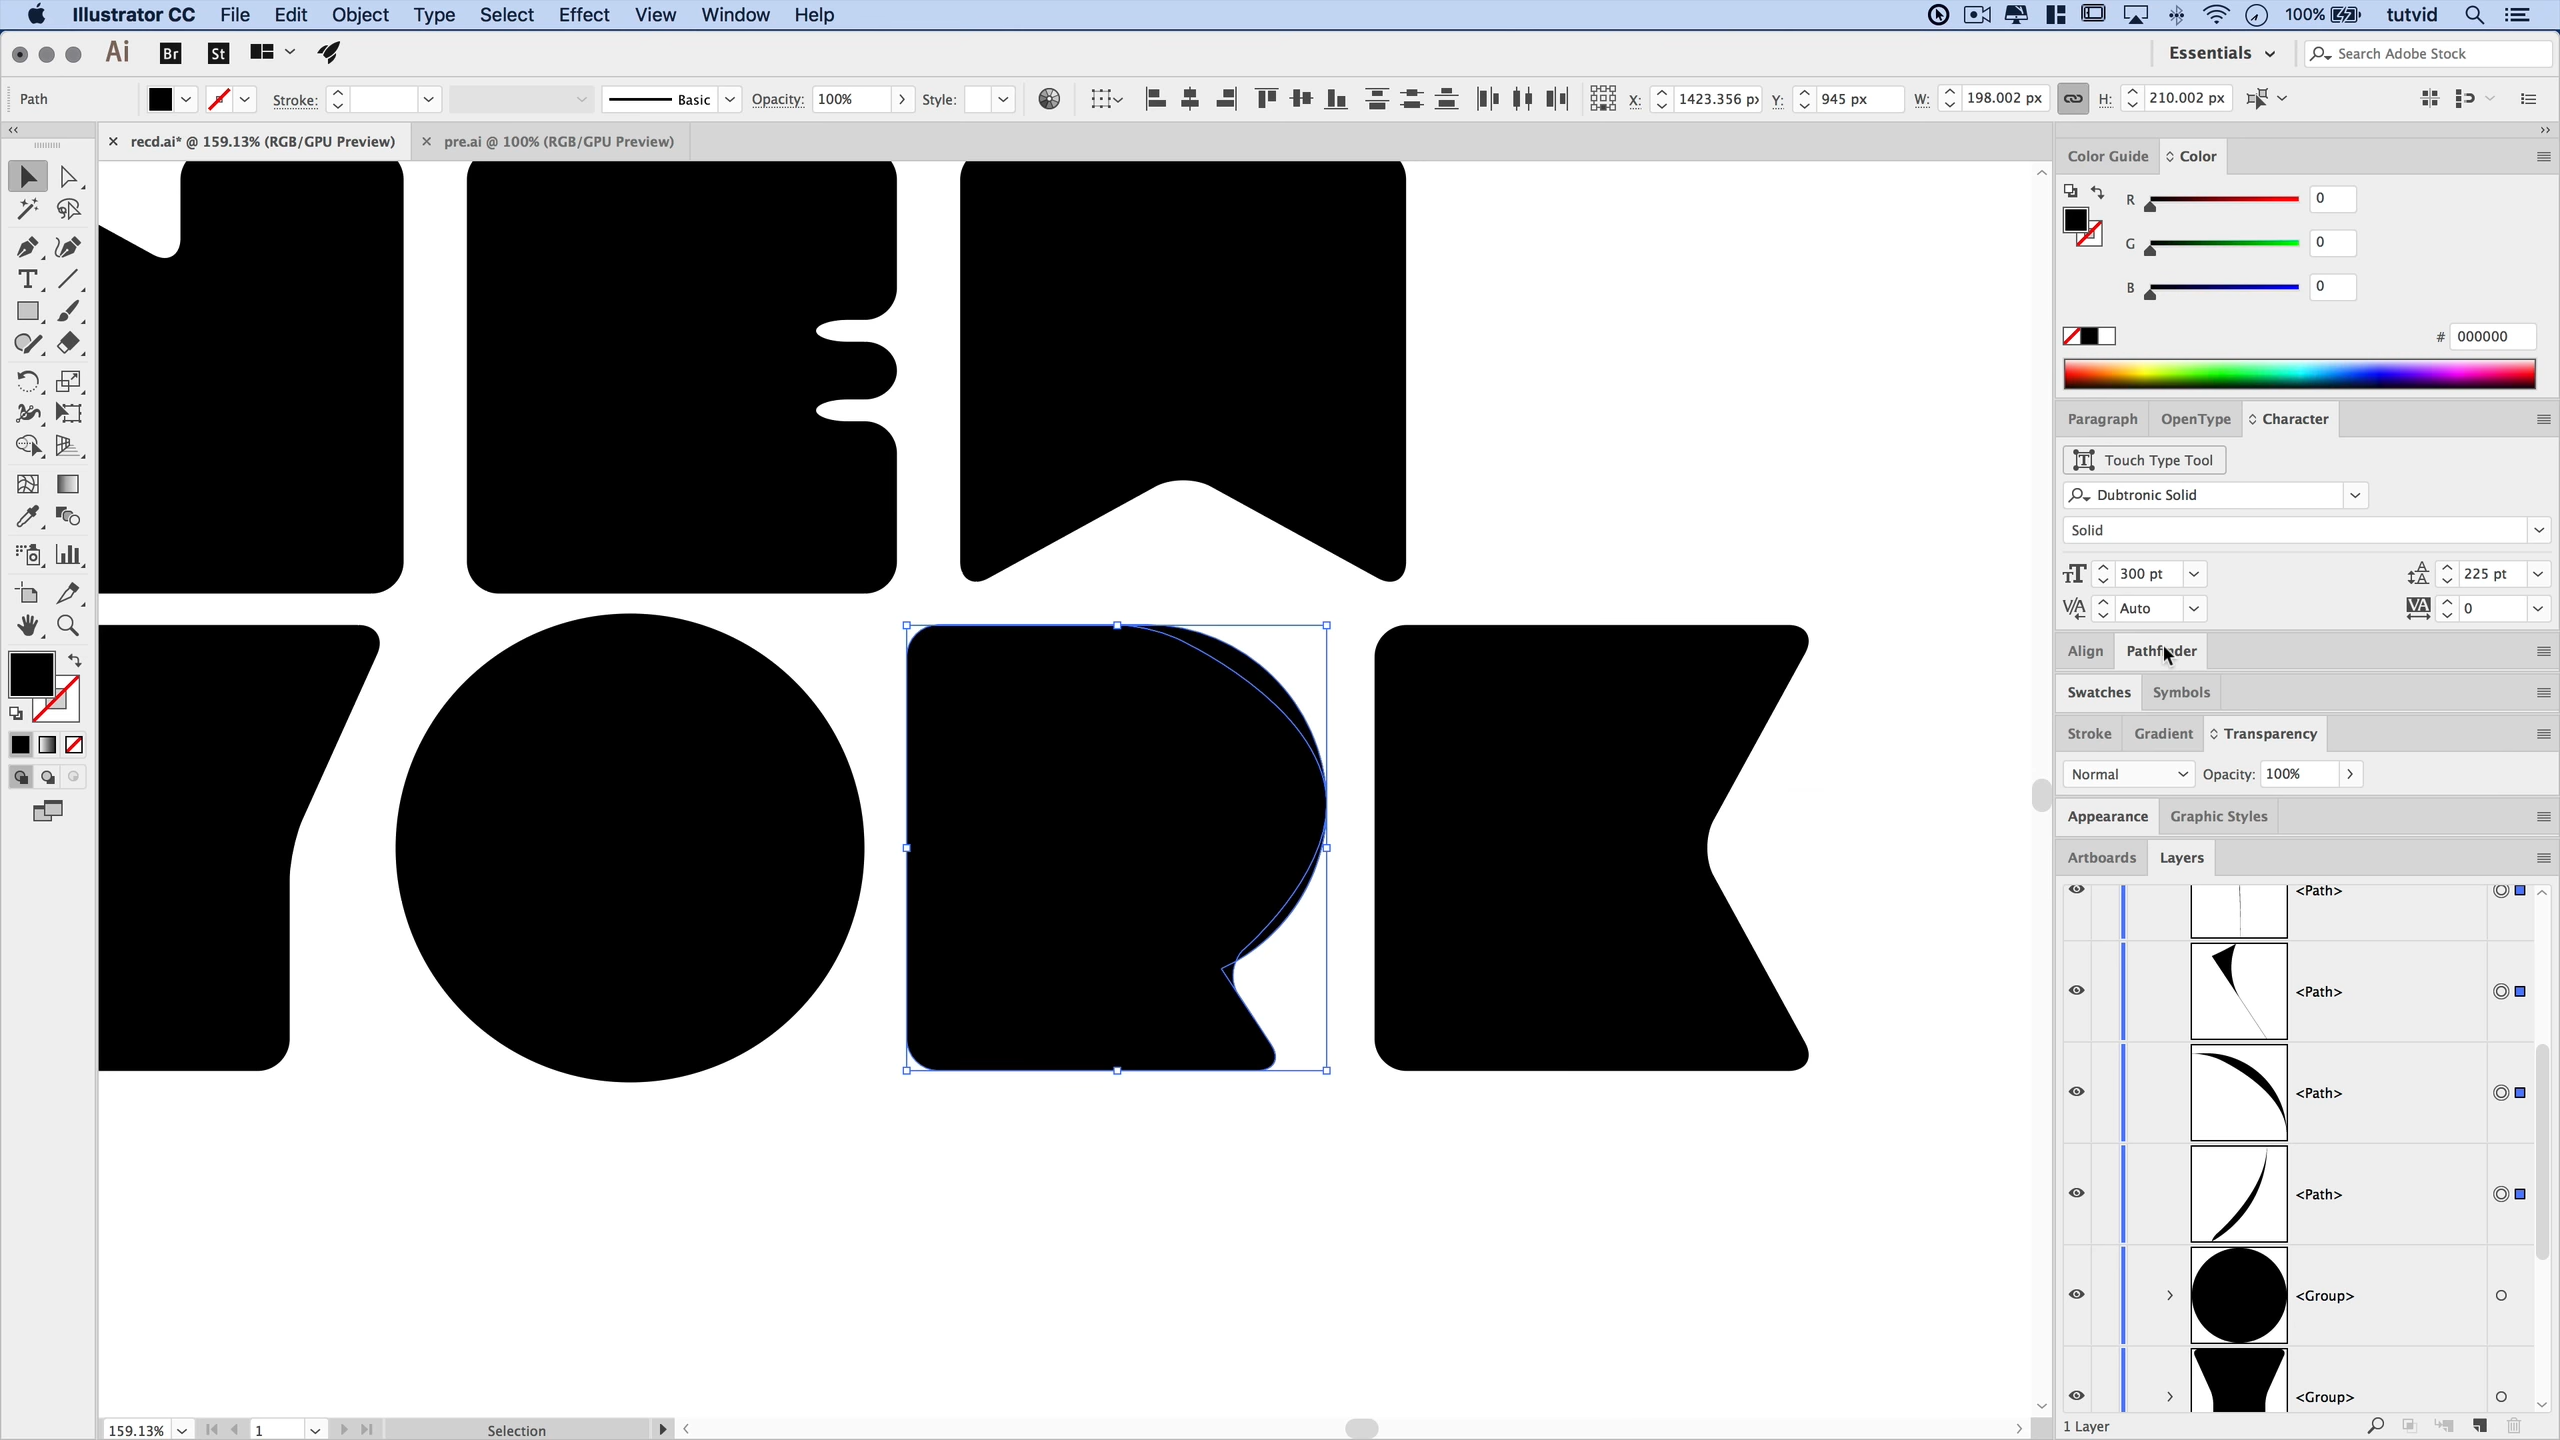 Illustrator CC File Edit Object Type Select Effect View Window Help 100% tutvid
Ai Br St Essentials Search Adobe Stock
Path Stroke: Basic Opacity: 100% Style: X: 1423.356 px Y: 945 px W: 198.002 px H: 210.002 px
recd.ai* @ 159.13% (RGB/GPU Preview) pre.ai @ 100% (RGB/GPU Preview)
Color Guide Color
R 0
G 0
B 0
# 000000
Paragraph OpenType Character
Touch Type Tool
Dubtronic Solid
Solid
300 pt 225 pt
Auto 0
Align Pathfinder
Swatches Symbols
Stroke Gradient Transparency
Normal Opacity: 100%
Appearance Graphic Styles
Artboards Layers
<Path>
<Path>
<Path>
<Path>
<Group>
<Group>
1 Layer
159.13% 1 Selection